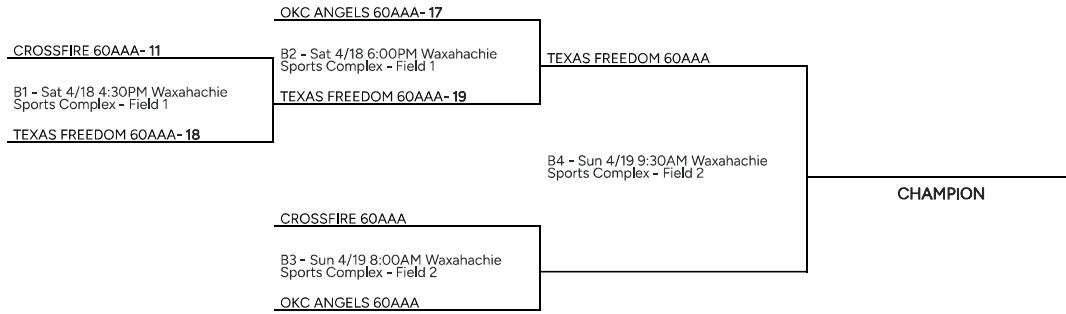 OKC ANGELS 60AAA- 17
CROSSFIRE 60AAA- 11
B2 - Sat 4/18 6:00PM Waxahachie
Sports Complex - Field 1
TEXAS FREEDOM 60AAA
B1 - Sat 4/18 4:30PM Waxahachie
Sports Complex - Field 1
TEXAS FREEDOM 60AAA- 19
TEXAS FREEDOM 60AAA- 18
B4 - Sun 4/19 9:30AM Waxahachie
Sports Complex - Field 2
CHAMPION
CROSSFIRE 60AAA
B3 - Sun 4/19 8:00AM Waxahachie
Sports Complex - Field 2
OKC ANGELS 60AAA